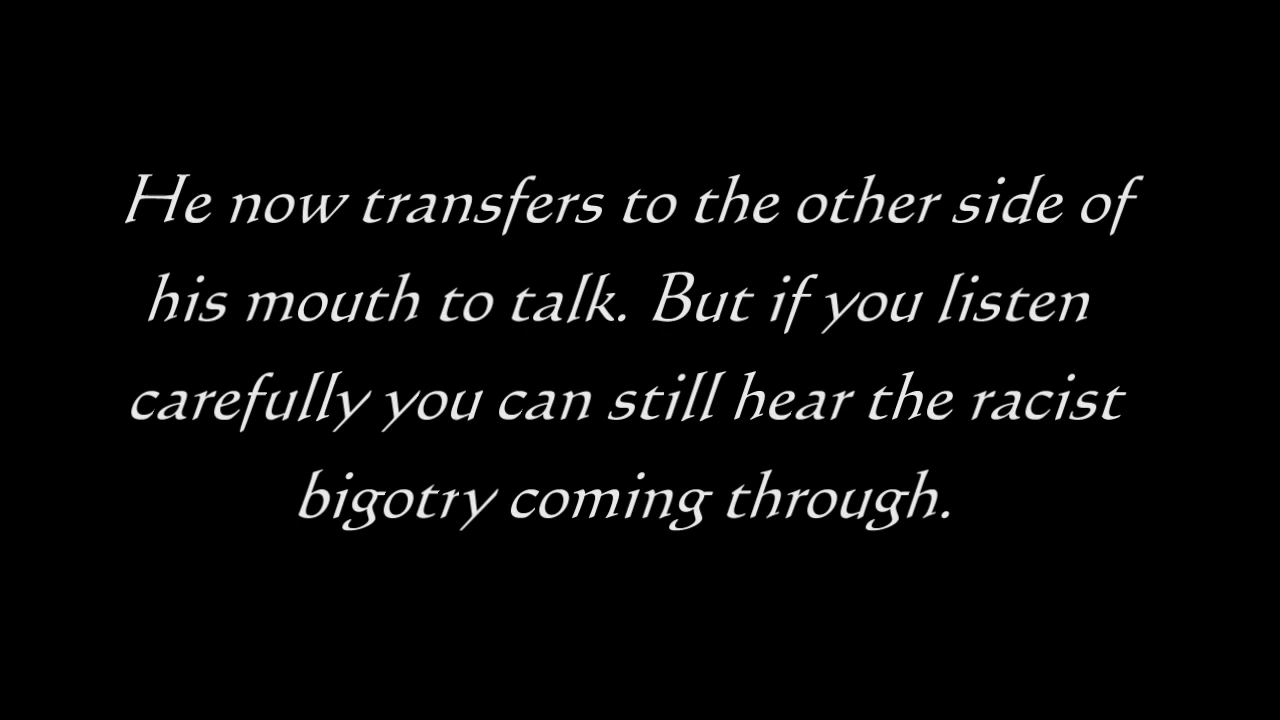 He now transfers to the other side of
his mouth to talk. But if you listen
carefully you can still hear the racist
bigotry coming through.